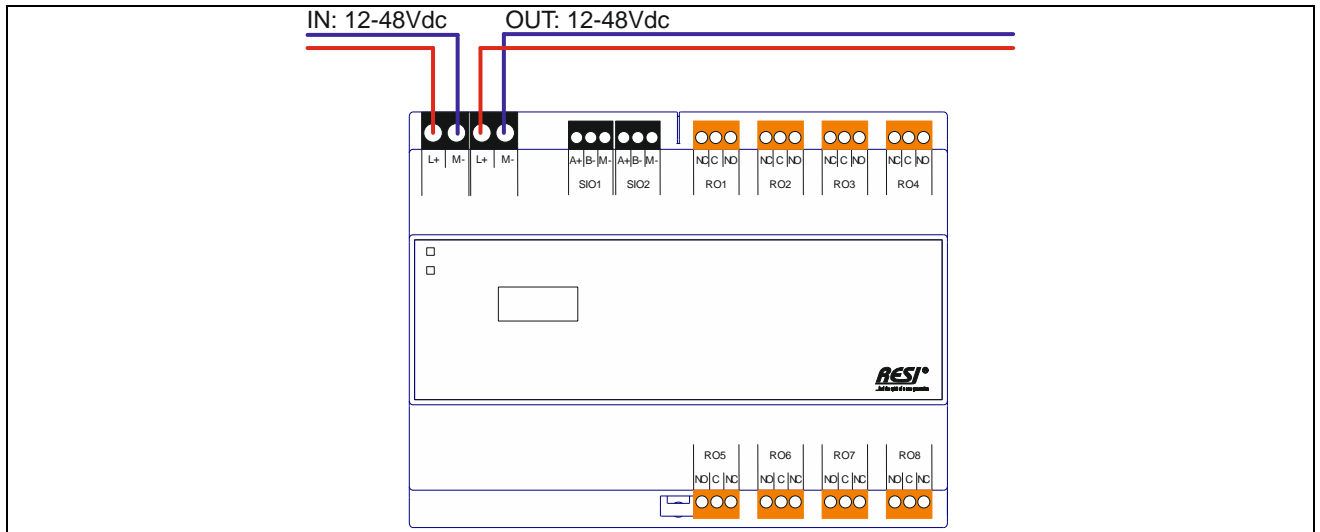 IN: 12-48Vdc OUT: 12-48Vdc
L+ M- L+ M- A+ B- M- A+ B- M- NC C NO NC C NO NC C NO NC C NO
SIO1 SIO2 RO1 RO2 RO3 RO4
RESI®
RO5 RO6 RO7 RO8
NO C NC NO C NC NO C NC NO C NC